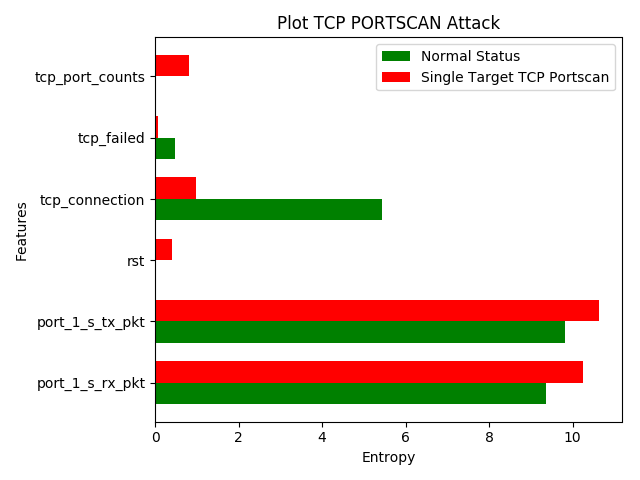 Plot TCP PORTSCAN Attack
Normal Status
Single Target TCP Portscan
tcp_port_counts
tcp_failed
tcp_connection
rst
port_1_s_tx_pkt
port_1_s_rx_pkt
Features
0 2 4 6 8 10
Entropy